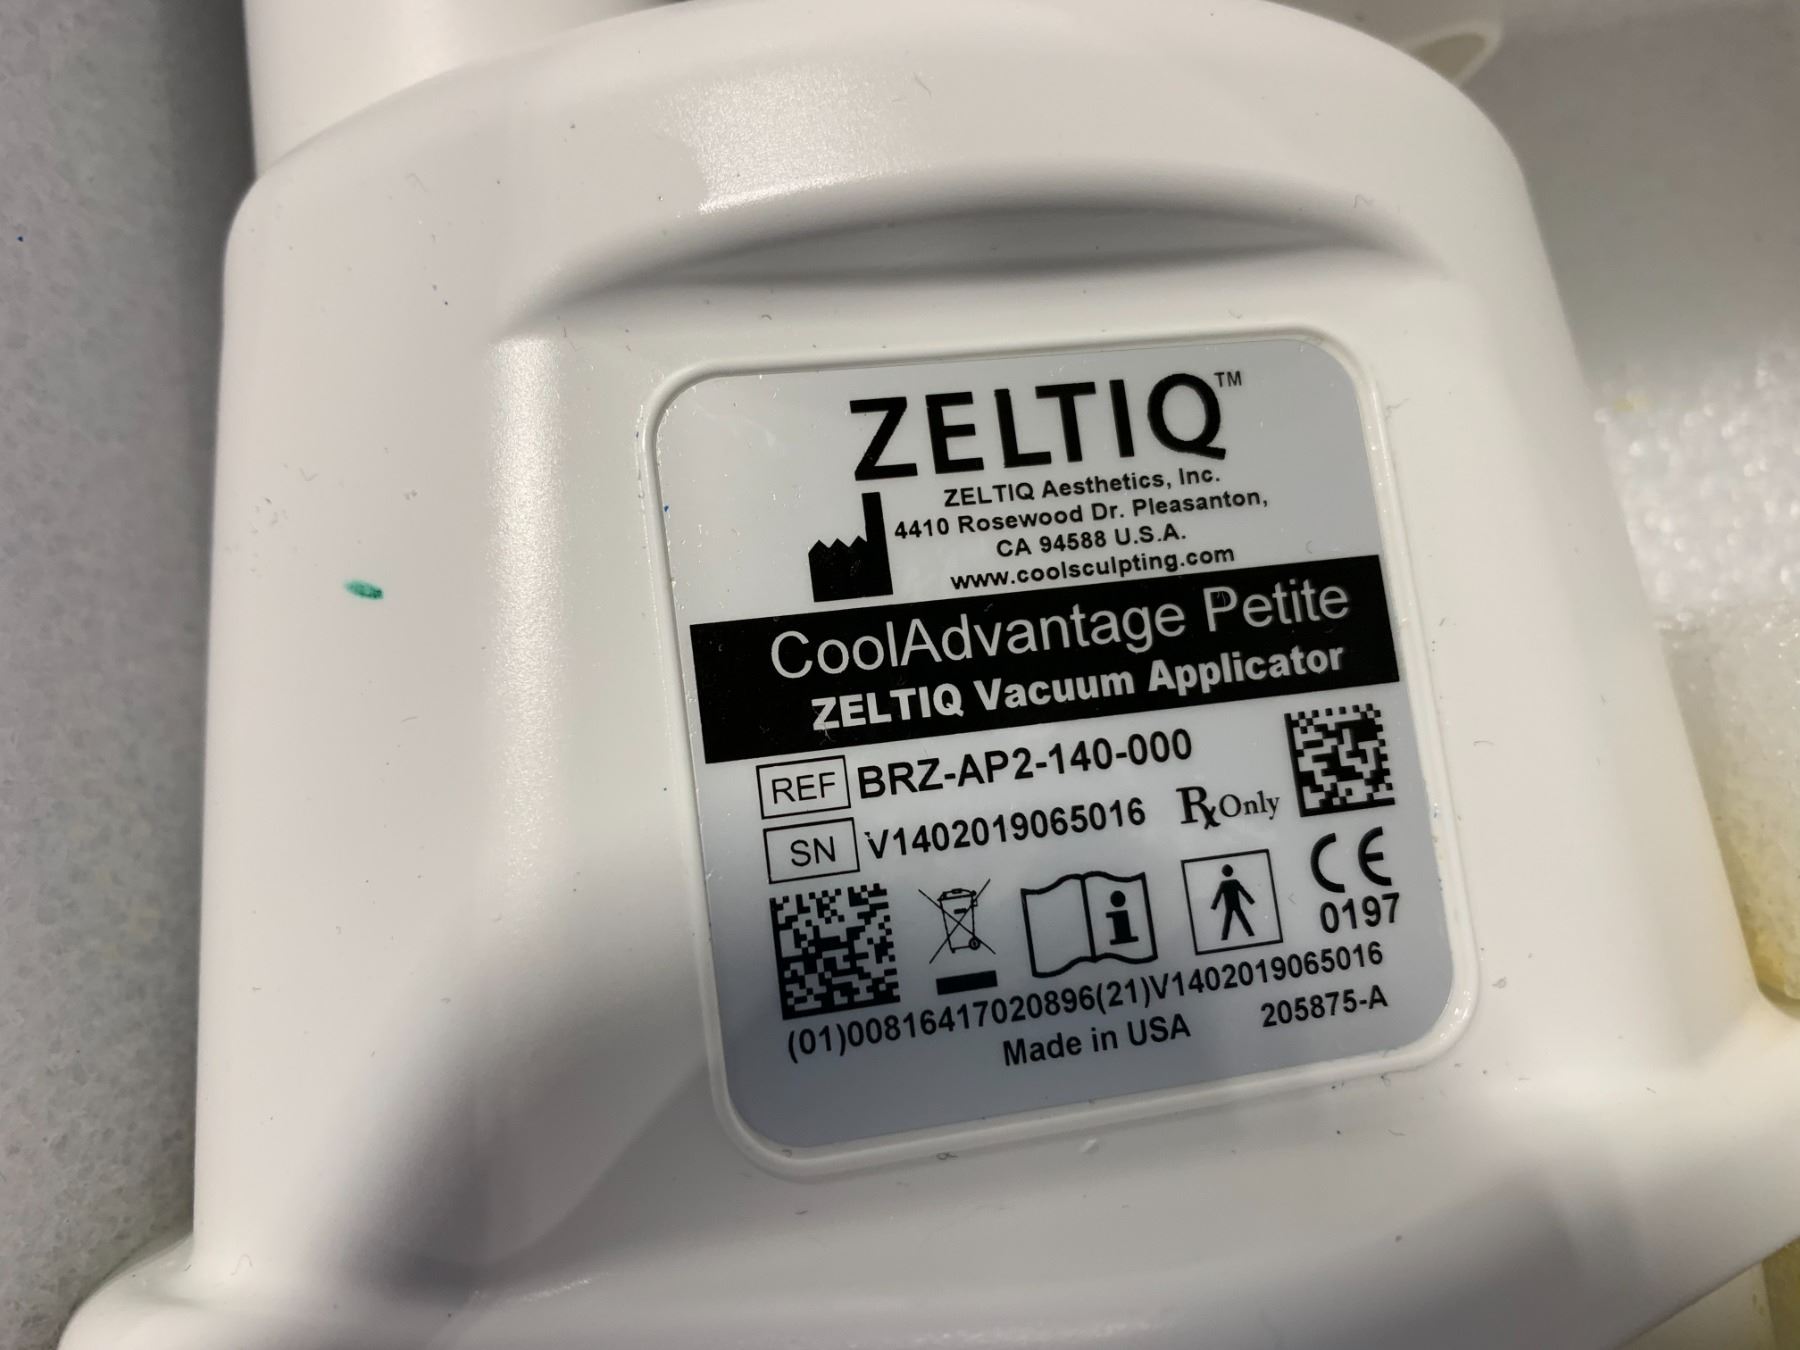 ZELTIQ™
ZELTIQ Aesthetics, Inc.
4410 Rosewood Dr. Pleasanton,
CA 94588 U.S.A.
www.coolsculpting.com
CoolAdvantage Petite
ZELTIQ Vacuum Applicator
REF BRZ-AP2-140-000
SN V1402019065016 Rx Only
CE
0197
(01)00816417020896(21)V1402019065016
Made in USA 205875-A